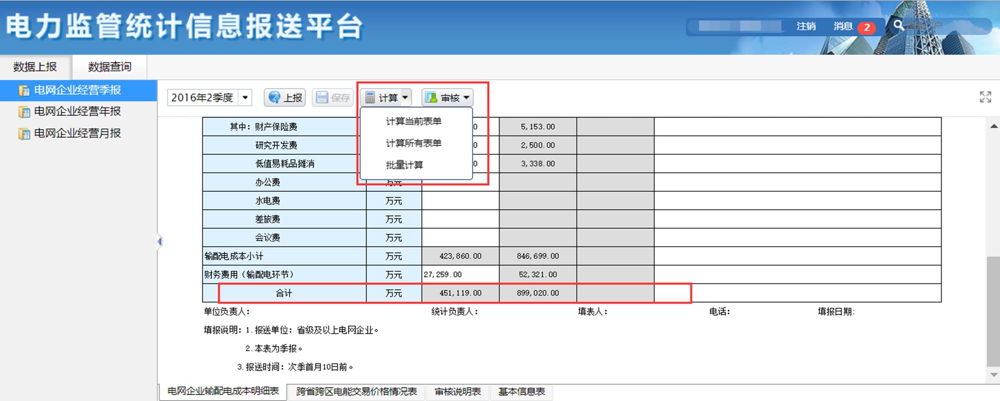 电力监管统计信息报送平台
注销 消息 2
数据上报 数据查询
电网企业经营季报
电网企业经营年报
电网企业经营月报
2016年2季度 上报 保存 计算 审核
计算当前表单
计算所有表单
批量计算
其中：财产保险费 0 5,153.00
研究开发费 0 2,500.00
低值易耗品摊消 0 3,338.00
办公费 万元
水电费 万元
差旅费 万元
会议费 万元
输配电成本小计 万元 423,860.00 846,699.00
财务费用（输配电环节） 万元 27,259.00 52,321.00
合计 万元 451,119.00 899,020.00
单位负责人： 统计负责人： 填表人： 电话： 填报日期:
填报说明：1.报送单位：省级及以上电网企业。
2.本表为季报。
3.报送时间：次季首月10日前。
电网企业输配电成本明细表 跨省跨区电能交易价格情况表 审核说明表 基本信息表